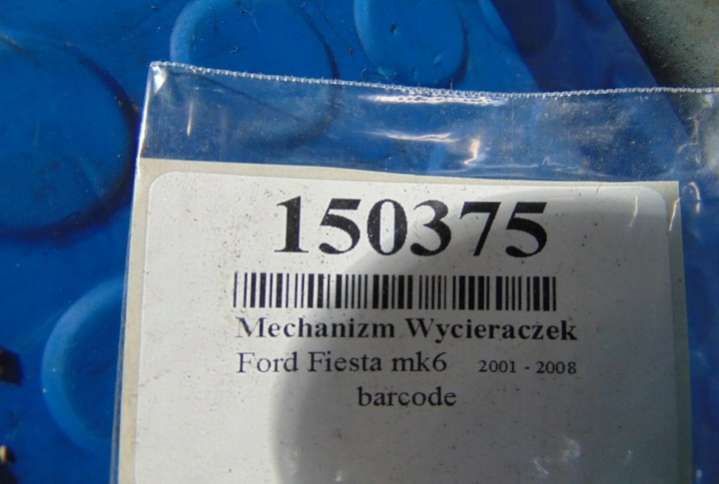 150375
Mechanizm Wycieraczek
Ford Fiesta mk6 2001 - 2008
barcode